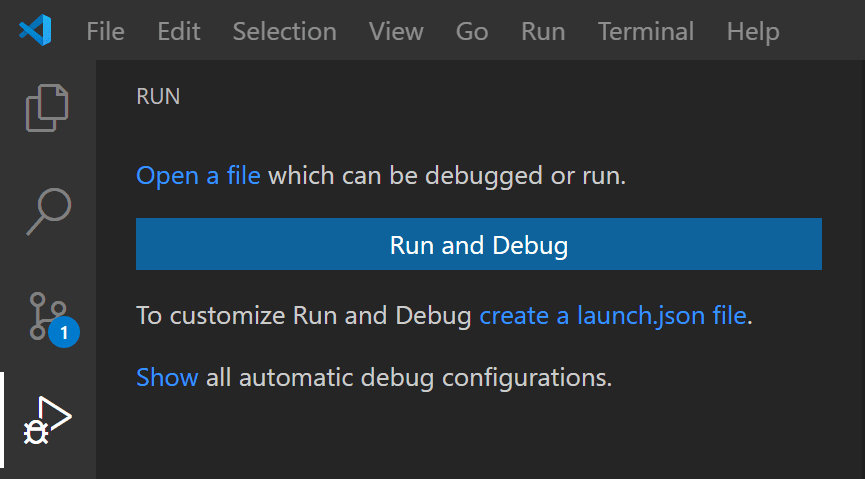 File Edit Selection View Go Run Terminal Help
RUN
Open a file which can be debugged or run.
Run and Debug
To customize Run and Debug create a launch.json file.
1
Show all automatic debug configurations.